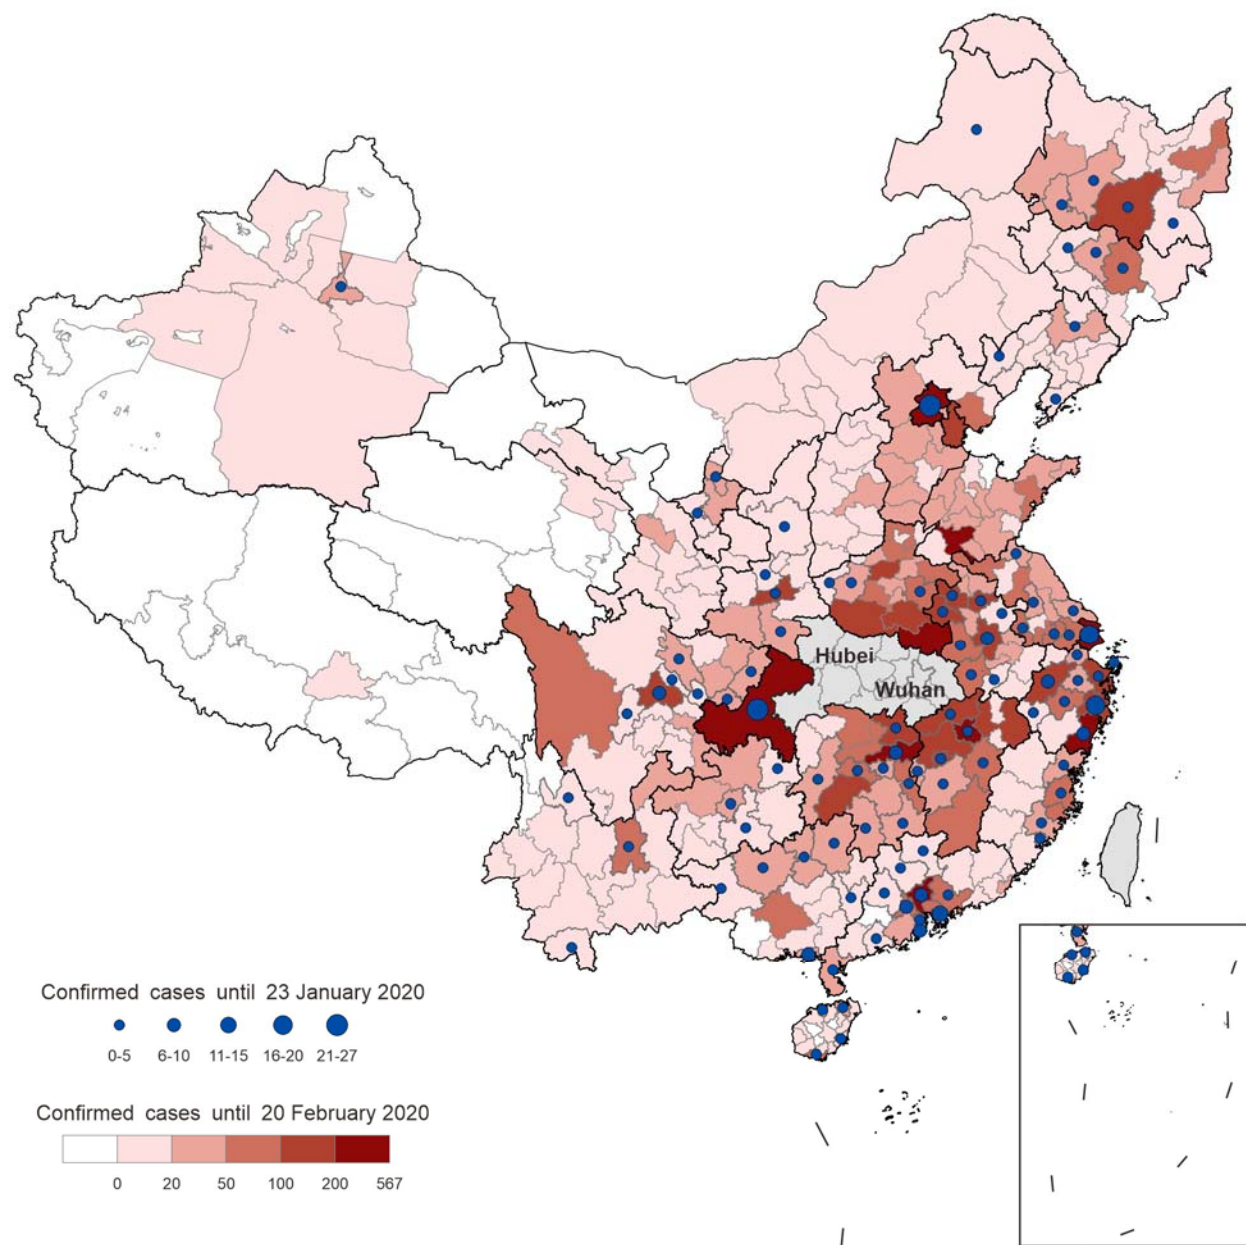 Hubei
Wuhan
Confirmed cases until 23 January 2020
0-5 6-10 11-15 16-20 21-27
Confirmed cases until 20 February 2020
0 20 50 100 200 567